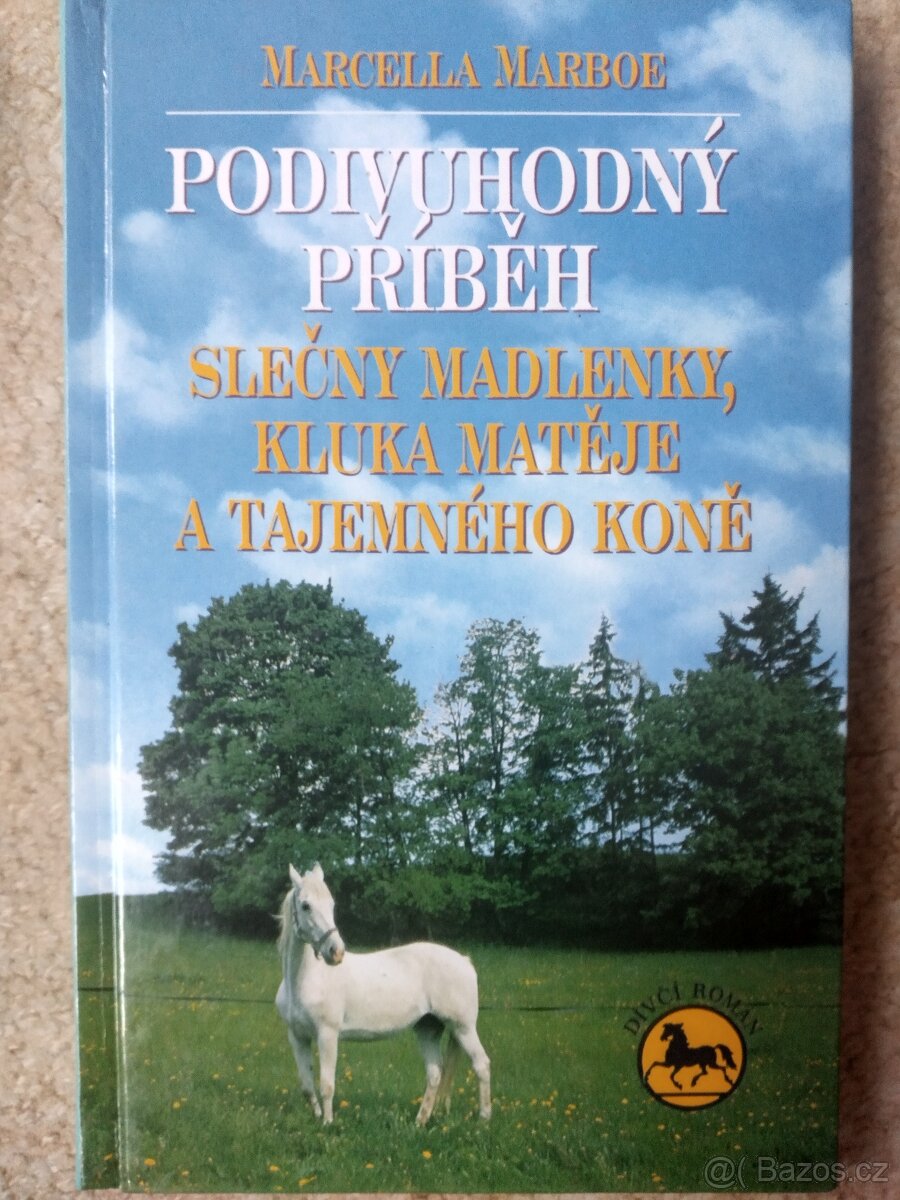 MARCELLA MARBOE
PODIVUHODNÝ
PŘÍBĚH
SLEČNY MADLENKY,
KLUKA MATĚJE
A TAJEMNÉHO KONĚ
DÍVČÍ ROMÁN
@( Bazos.cz